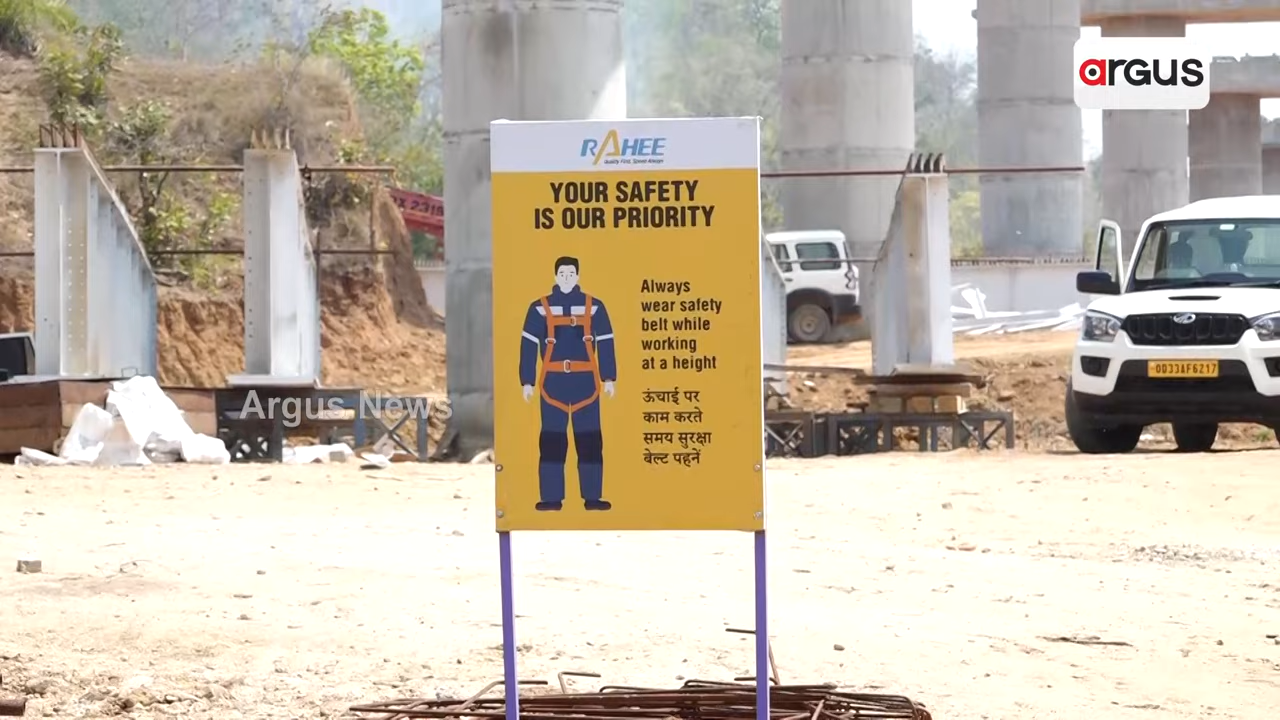 argus
RAHEE
Quality First, Speed Always
YOUR SAFETY
IS OUR PRIORITY
Always
wear safety
belt while
working
at a height
ऊंचाई पर
काम करते
समय सुरक्षा
बेल्ट पहनें
Argus News
OD33AF6217